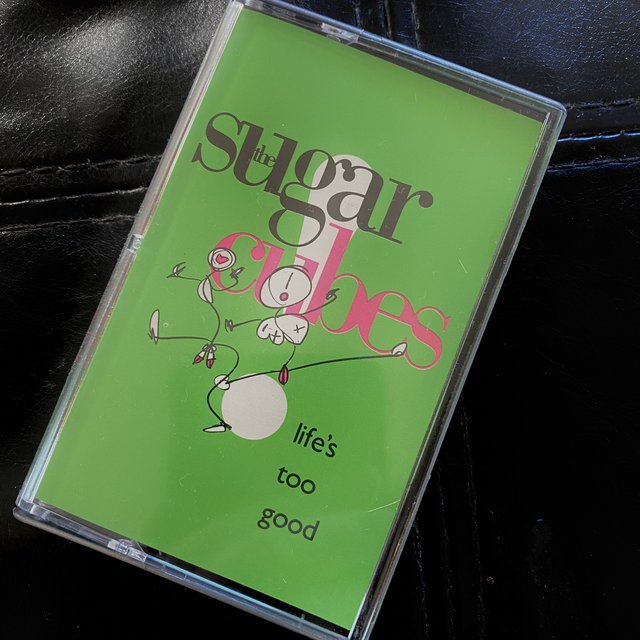 the
sugar
cubes
life's
too
good